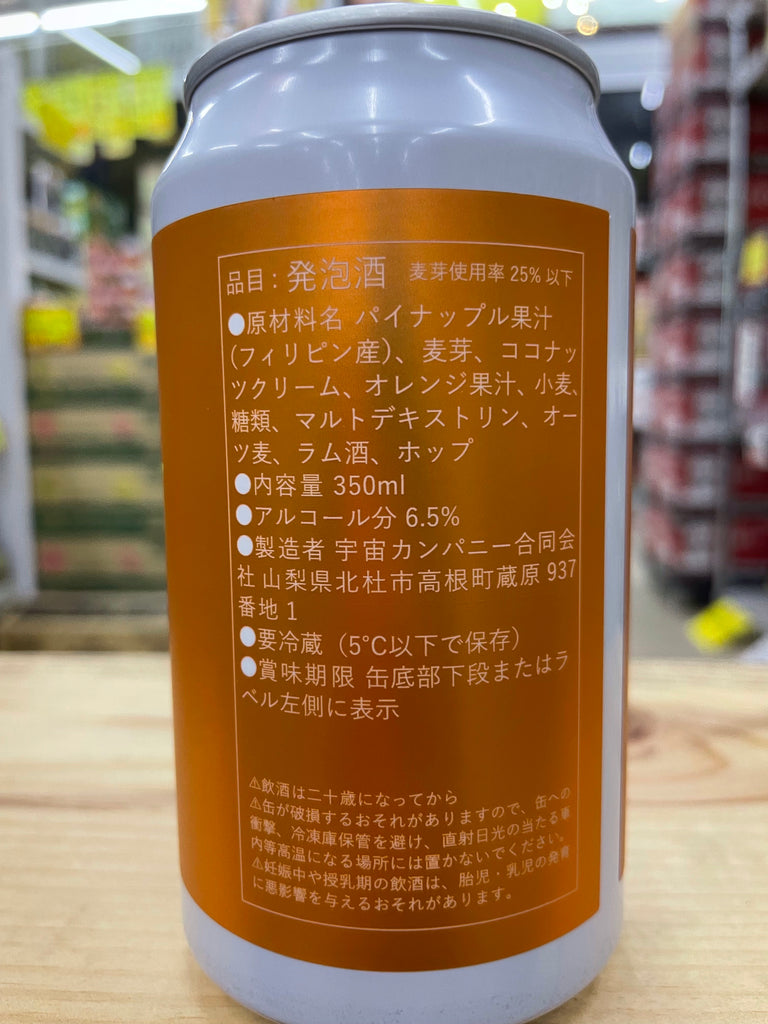 品目：発泡酒 麦芽使用率 25% 以下
●原材料名 パイナップル果汁
(フィリピン産)、麦芽、ココナッ
ツクリーム、オレンジ果汁、小麦、
糖類、マルトデキストリン、オー
ツ麦、ラム酒、ホップ
●内容量 350ml
●アルコール分 6.5%
●製造者 宇宙カンパニー合同会
社 山梨県北杜市高根町蔵原 937
番地 1
●要冷蔵（5℃以下で保存）
●賞味期限 缶底部下段またはラ
ベル左側に表示
⚠飲酒は二十歳になってから
⚠缶が破損するおそれがありますので、缶への
衝撃、冷凍庫保管を避け、直射日光の当たる車
内等高温になる場所には置かないでください。
⚠妊娠中や授乳期の飲酒は、胎児・乳児の発育
に悪影響を与えるおそれがあります。